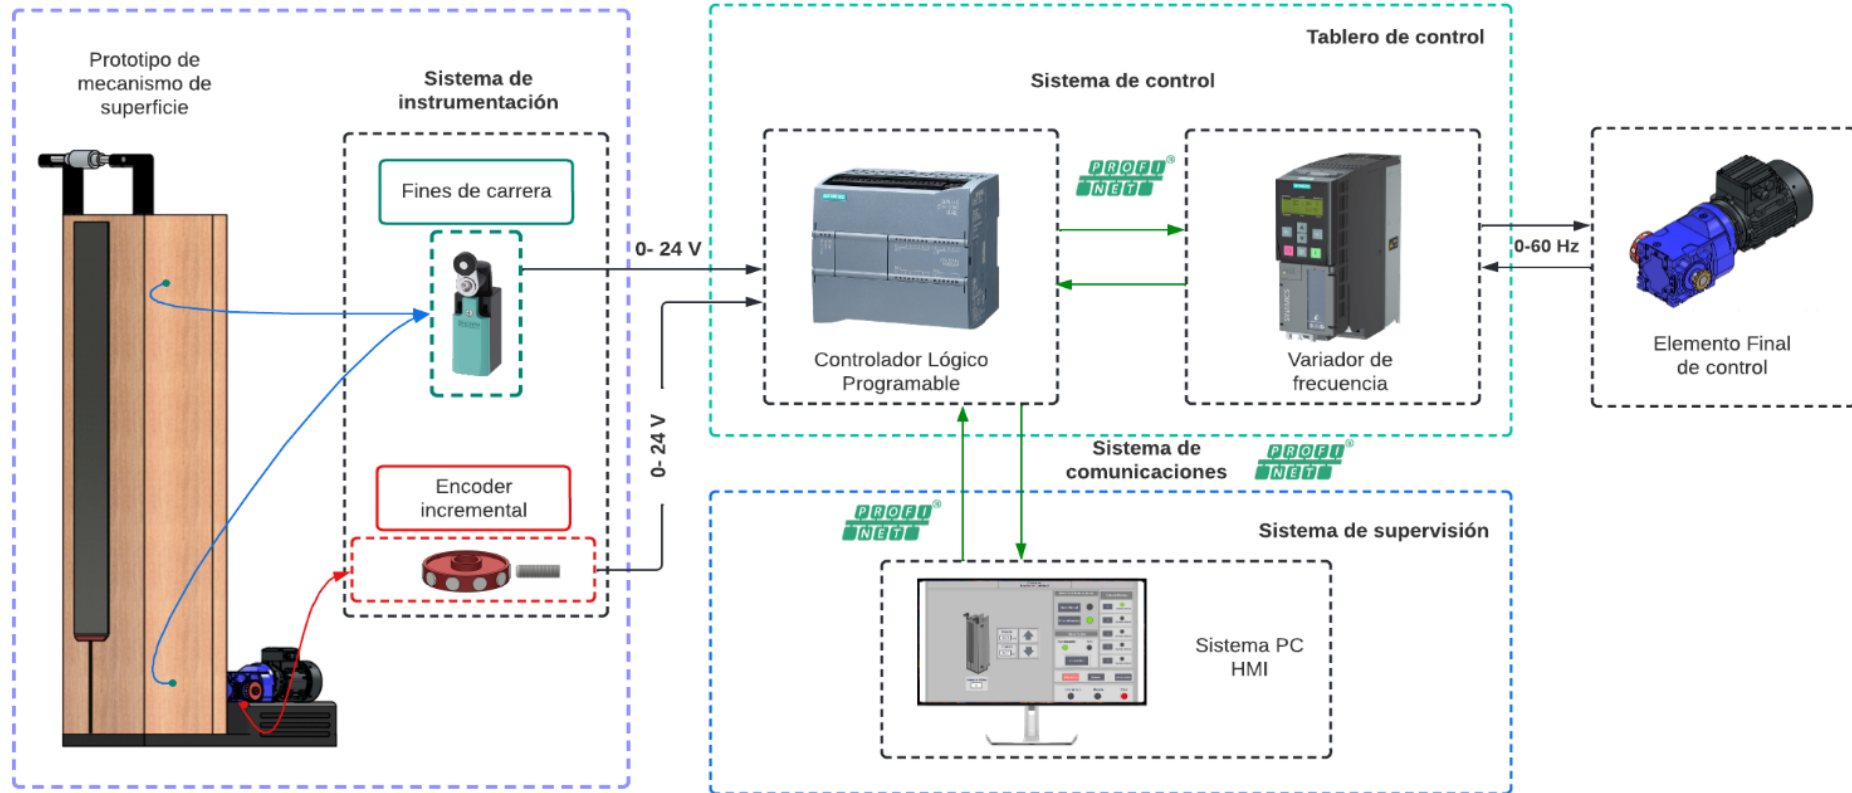 Prototipo de
mecanismo de
superficie
Sistema de
instrumentación
Fines de carrera
Encoder
incremental
0- 24 V
0- 24 V
Tablero de control
Sistema de control
PROFI
NET
Controlador Lógico
Programable
Variador de
frecuencia
SINAMICS
0-60 Hz
Elemento Final
de control
Sistema de
comunicaciones
PROFI
NET
PROFI
NET
Sistema de supervisión
Sistema PC
HMI